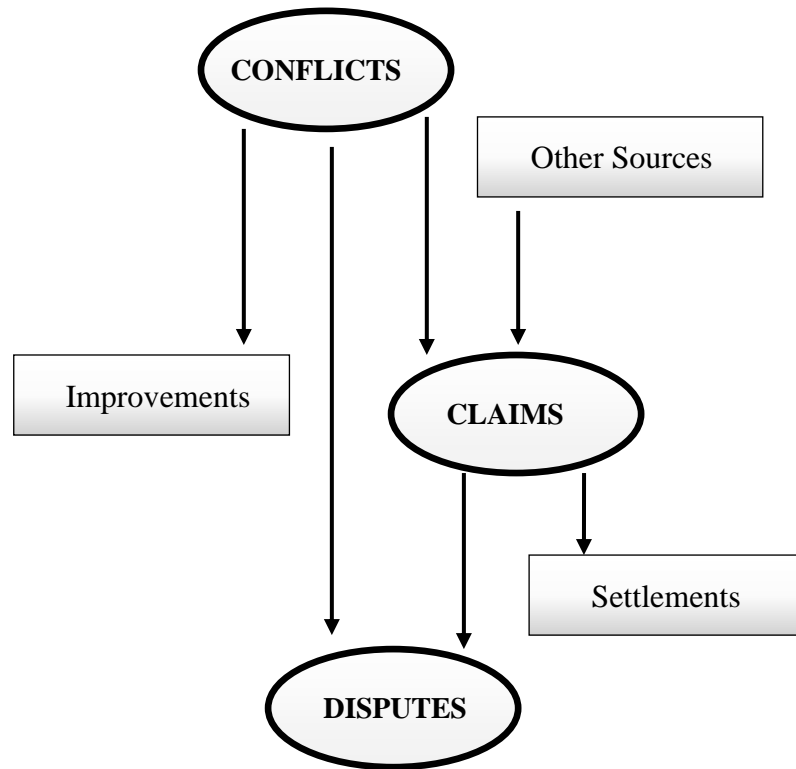 CONFLICTS
Other Sources
Improvements
CLAIMS
Settlements
DISPUTES